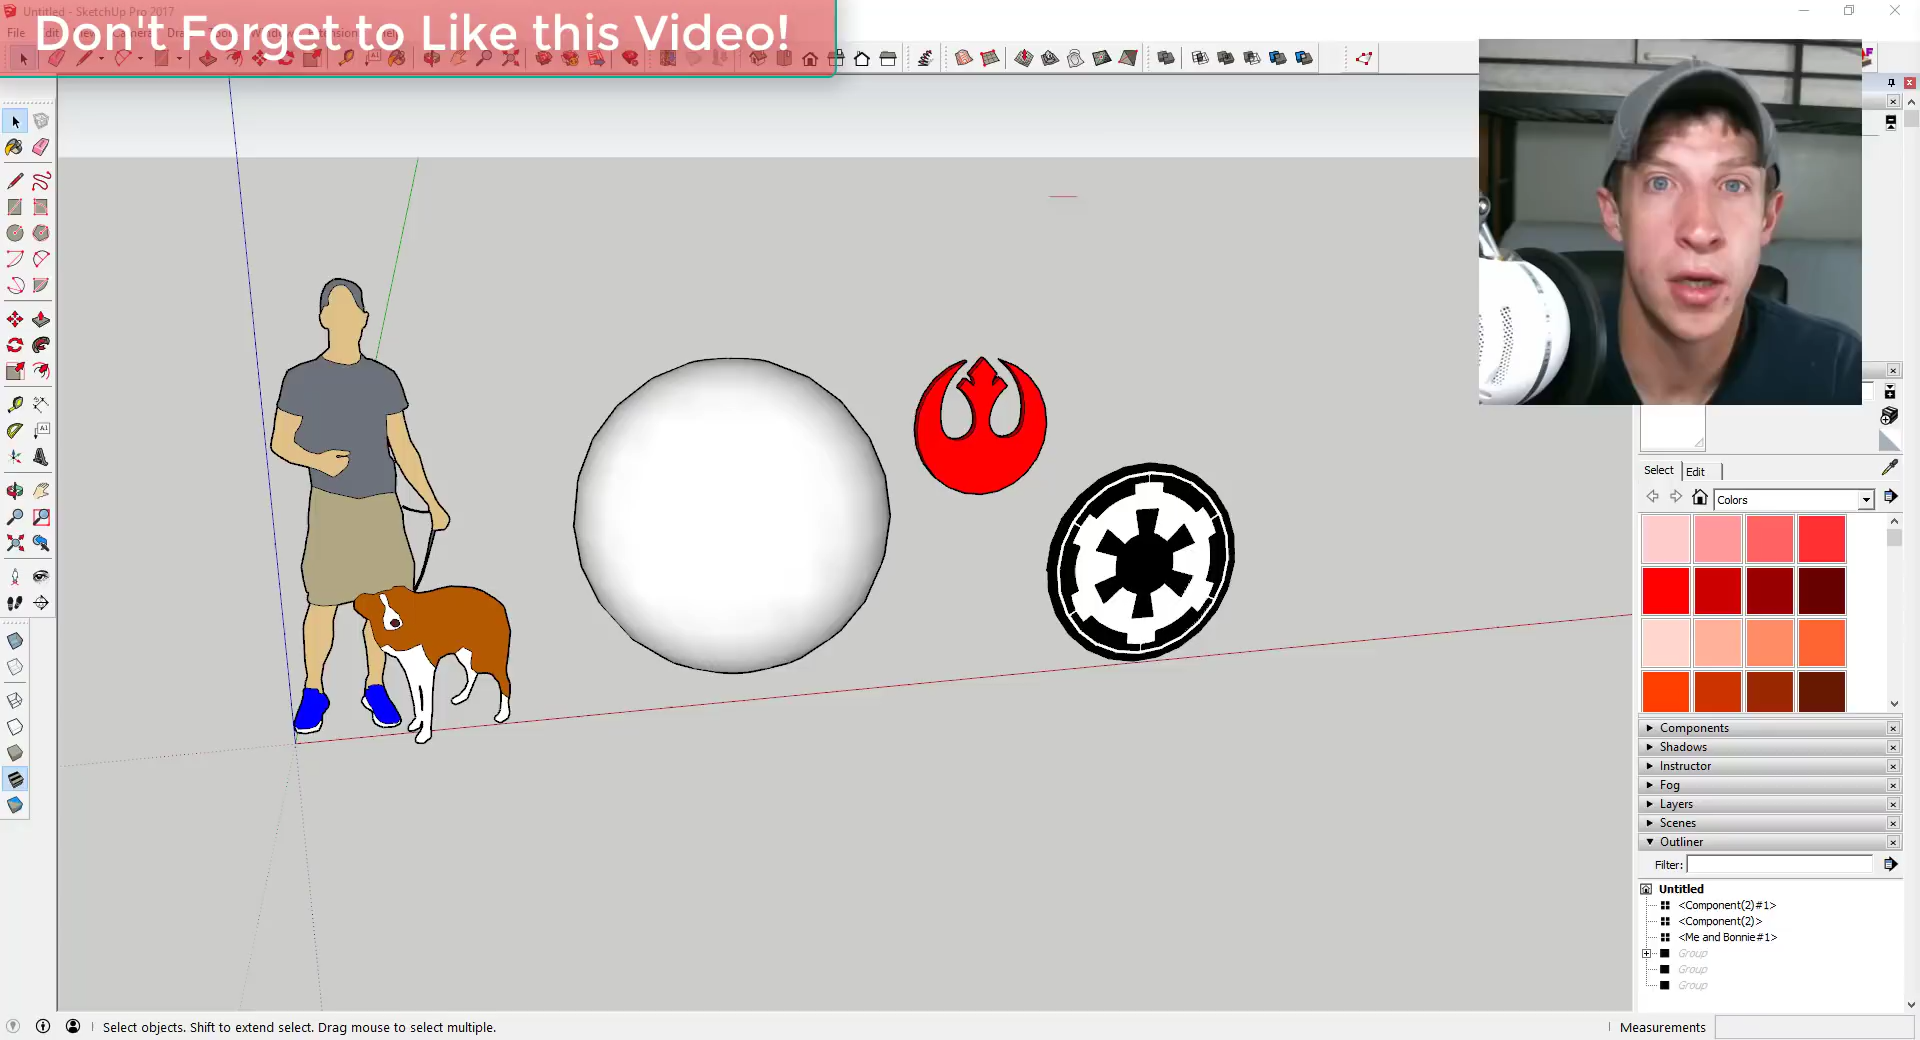 Untitled - SketchUp Pro 2017
Don't Forget to Like this Video!
File
A1
Select
Edit
Colors
Components
Shadows
Instructor
Fog
Layers
Scenes
Outliner
Filter:
Untitled
<Component(2)#1>
<Component(2)>
<Me and Bonnie#1>
Group
Group
Group
Select objects. Shift to extend select. Drag mouse to select multiple.
Measurements